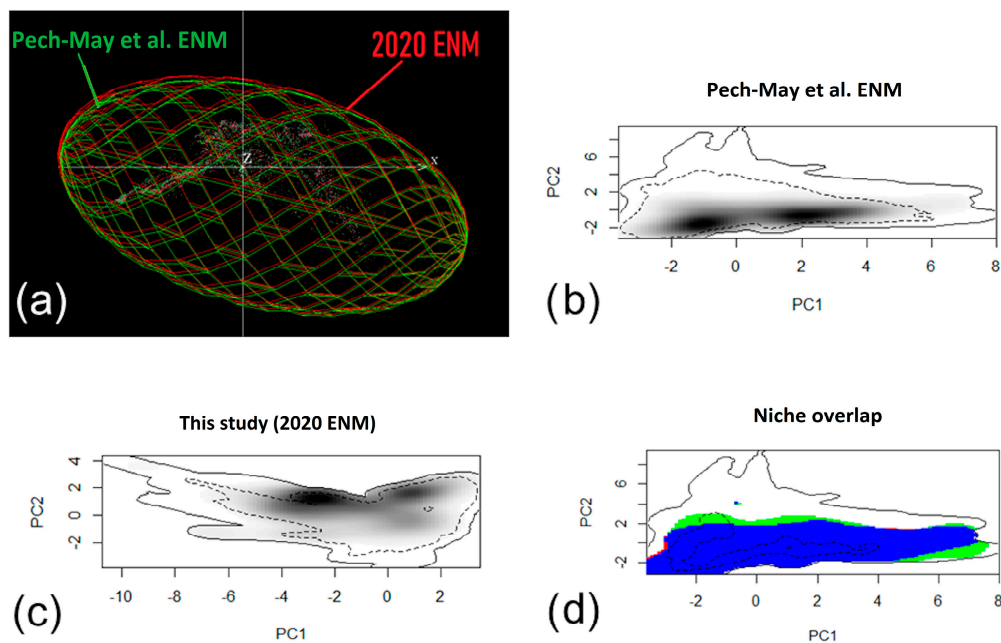 Pech-May et al. ENM
2020 ENM
Z
x
(a)
Pech-May et al. ENM
PC2
6
2
-2
-2
0
2
4
6
8
PC1
(b)
This study (2020 ENM)
PC2
4
2
0
-2
-10
-8
-6
-4
-2
0
2
PC1
(c)
Niche overlap
PC2
6
2
-2
-2
0
2
4
6
8
PC1
(d)